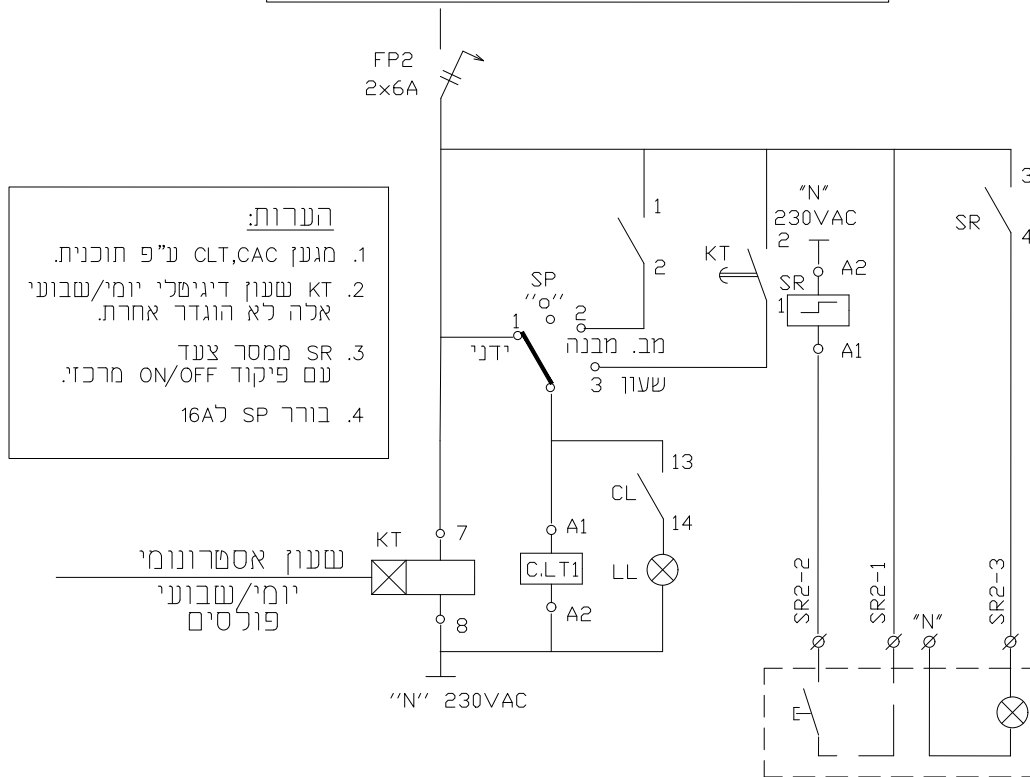 FP2
2x6A
הערות:
1. מגען CLT,CAC ע"פ תוכנית.
2. KT שעון דיגיטלי יומי/שבועי
אלה לא הוגדר אחרת.
3. SR ממסר צעד
עם פיקוד ON/OFF מרכזי.
4. בורר SP ל16A
1
2
SP
"0"
1
2
ידני
מב. מבנה
3
שעון
KT
2
1
"N"
230VAC
A2
SR
A1
3
SR
4
13
CL
14
LL
A1
C.LT1
A2
7
KT
8
שעון אסטרונומי
יומי/שבועי
פולסים
"N" 230VAC
SR2-2
SR2-1
"N"
SR2-3